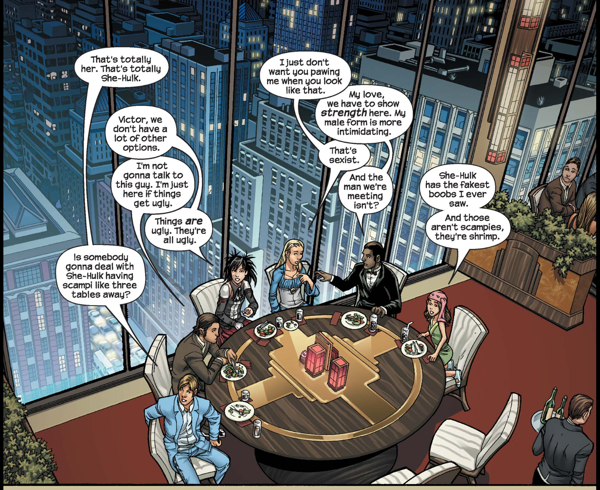 That's totally
her. That's totally
She-Hulk.
Victor, we
don't have a
lot of other
options.
I'm not
gonna talk to
this guy. I'm just
here if things
get ugly.
Things are
ugly. They're
all ugly.
Is somebody
gonna deal with
She-Hulk having
scampi like three
tables away?
I just don't
want you pawing
me when you look
like that.
My love,
we have to show
strength here. My
male form is more
intimidating.
That's
sexist.
And the
man we're
meeting
isn't?
She-Hulk
has the fakest
boobs I ever
saw.
And those
aren't scampies,
they're shrimp.